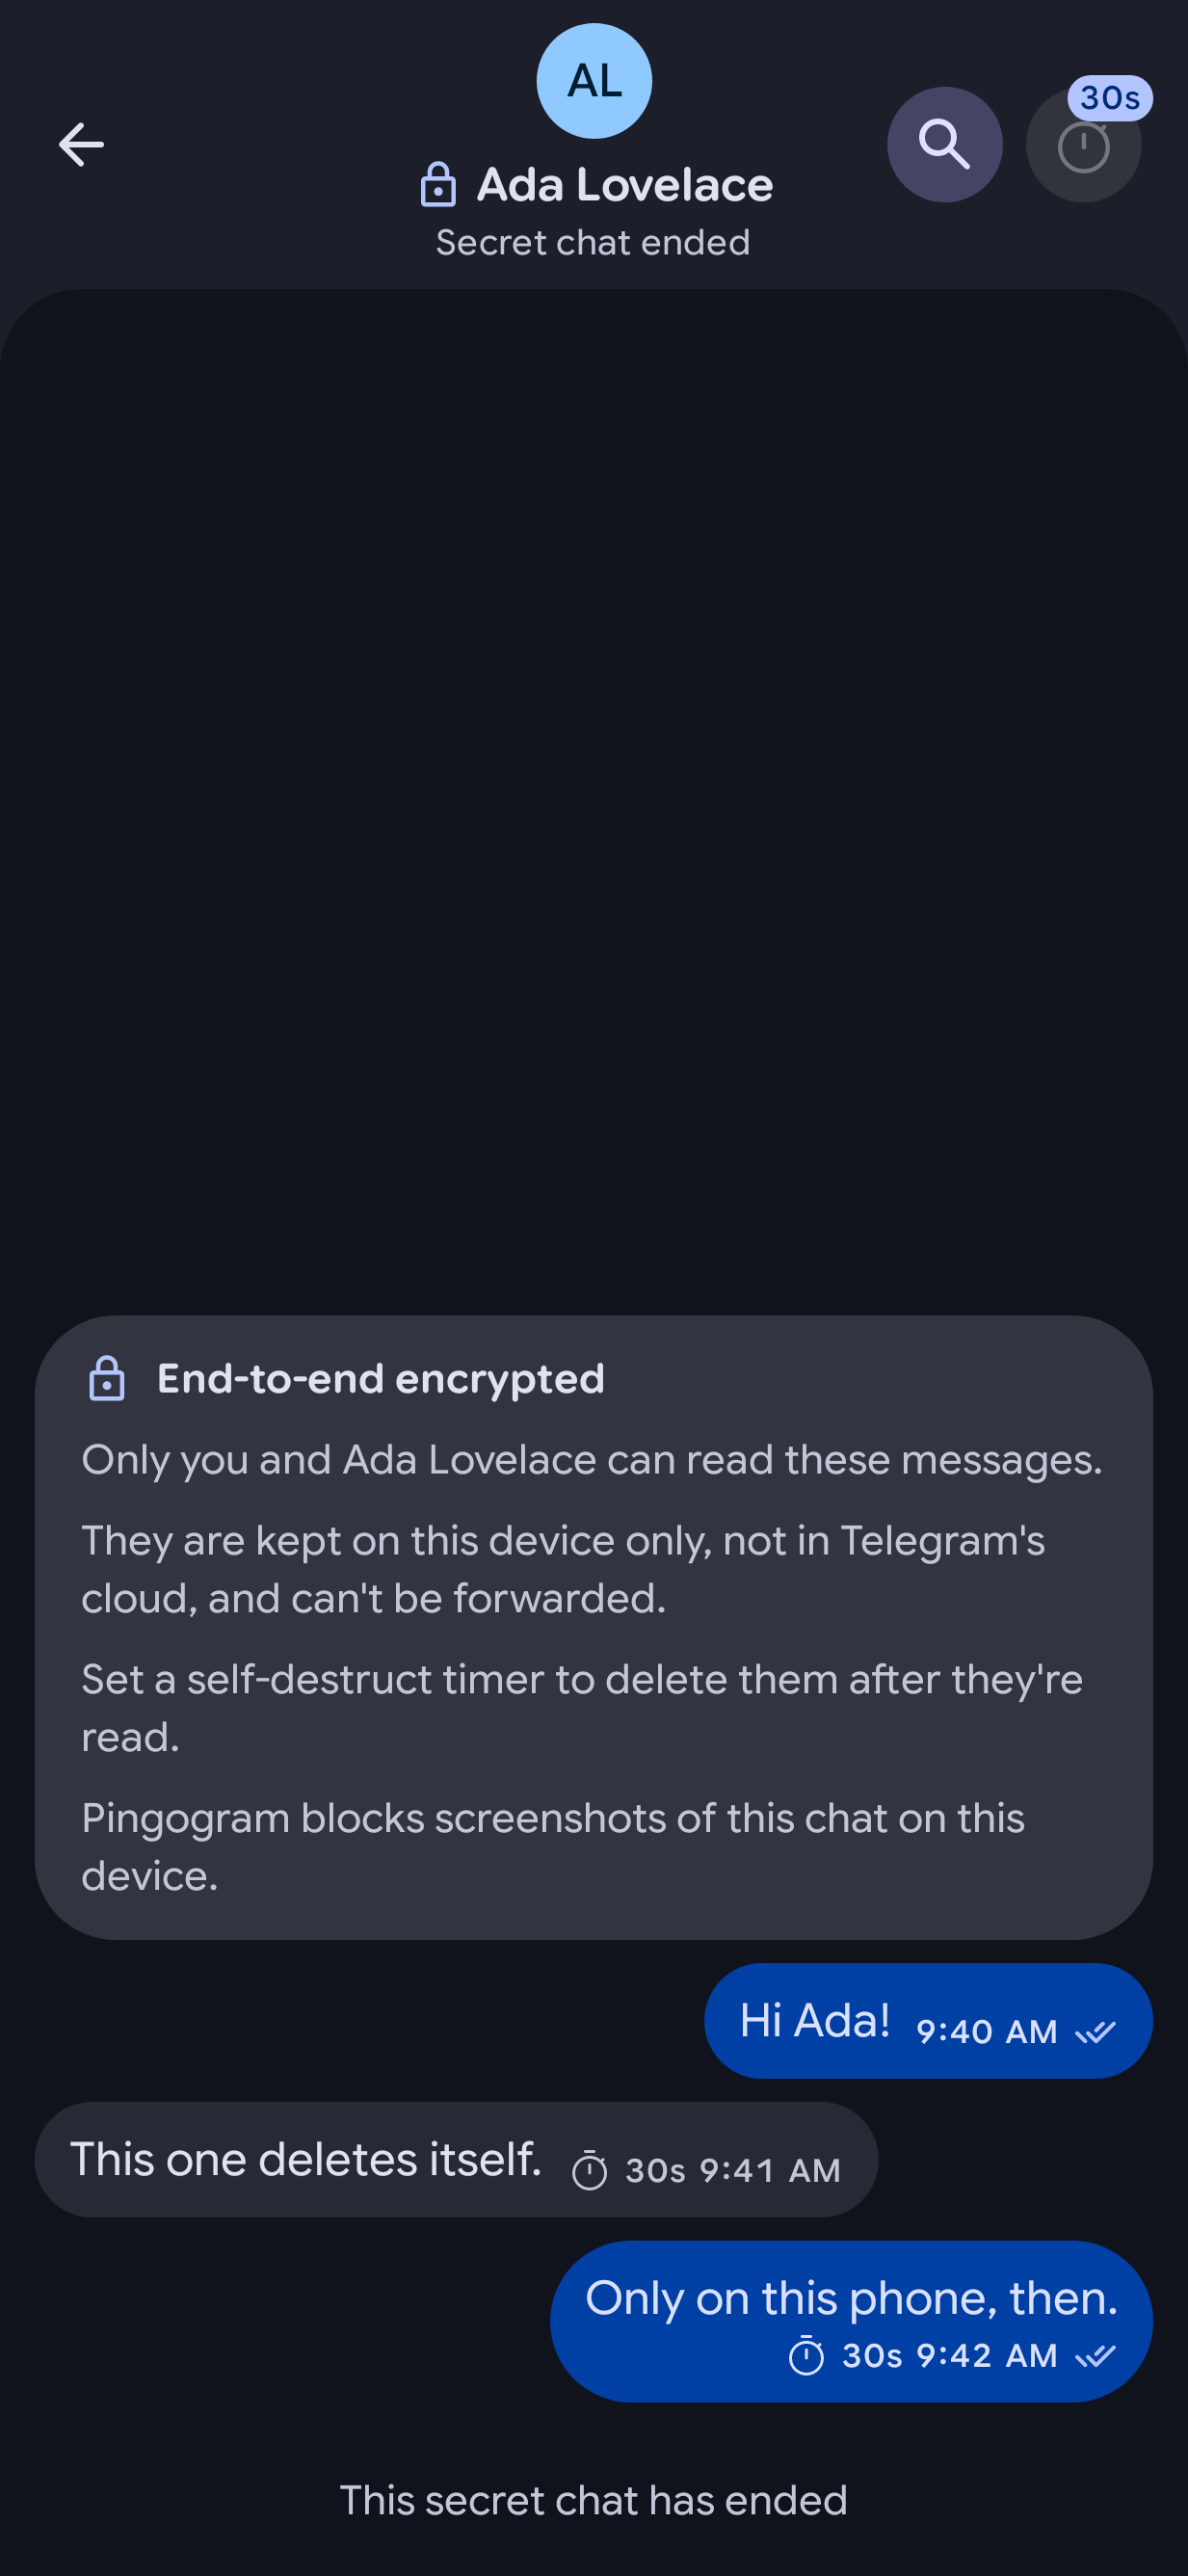 AL
30s
Ada Lovelace
Secret chat ended
End-to-end encrypted
Only you and Ada Lovelace can read these messages.
They are kept on this device only, not in Telegram's
cloud, and can't be forwarded.
Set a self-destruct timer to delete them after they're
read.
Pingogram blocks screenshots of this chat on this
device.
Hi Ada! 9:40 AM
This one deletes itself. 30s 9:41 AM
Only on this phone, then.
30s 9:42 AM
This secret chat has ended